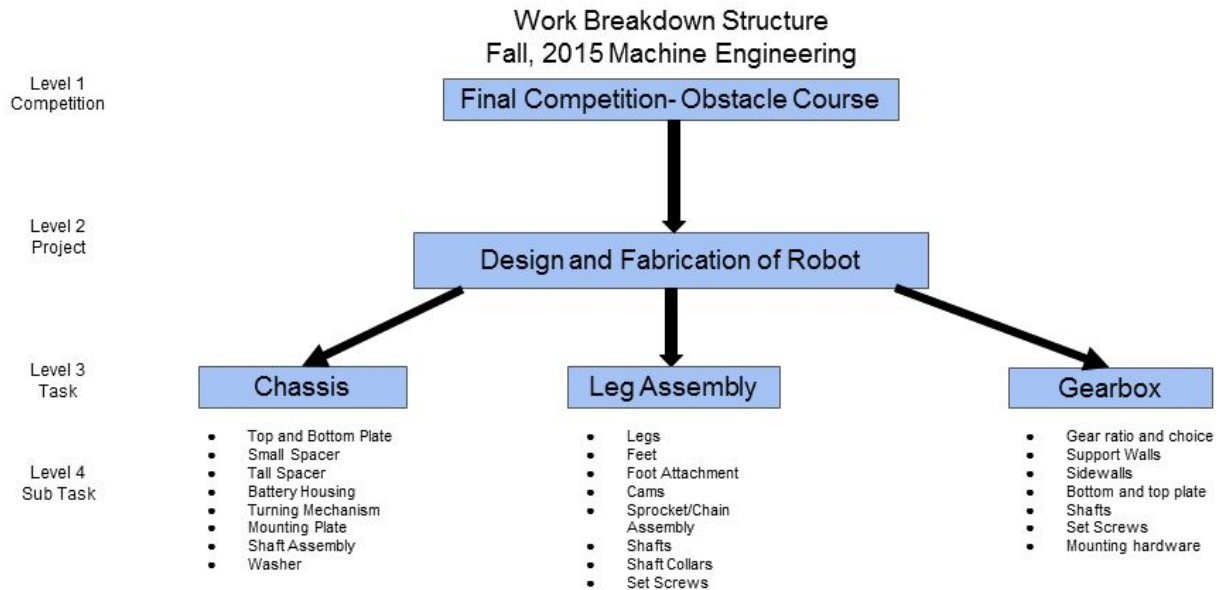 Work Breakdown Structure
Fall, 2015 Machine Engineering
Level 1
Competition
Final Competition- Obstacle Course
Level 2
Project
Design and Fabrication of Robot
Level 3
Task
Chassis
Leg Assembly
Gearbox
Level 4
Sub Task
• Top and Bottom Plate
• Small Spacer
• Tall Spacer
• Battery Housing
• Turning Mechanism
• Mounting Plate
• Shaft Assembly
• Washer
• Legs
• Feet
• Foot Attachment
• Cams
• Sprocket/Chain
Assembly
• Shafts
• Shaft Collars
• Set Screws
• Gear ratio and choice
• Support Walls
• Sidewalls
• Bottom and top plate
• Shafts
• Set Screws
• Mounting hardware